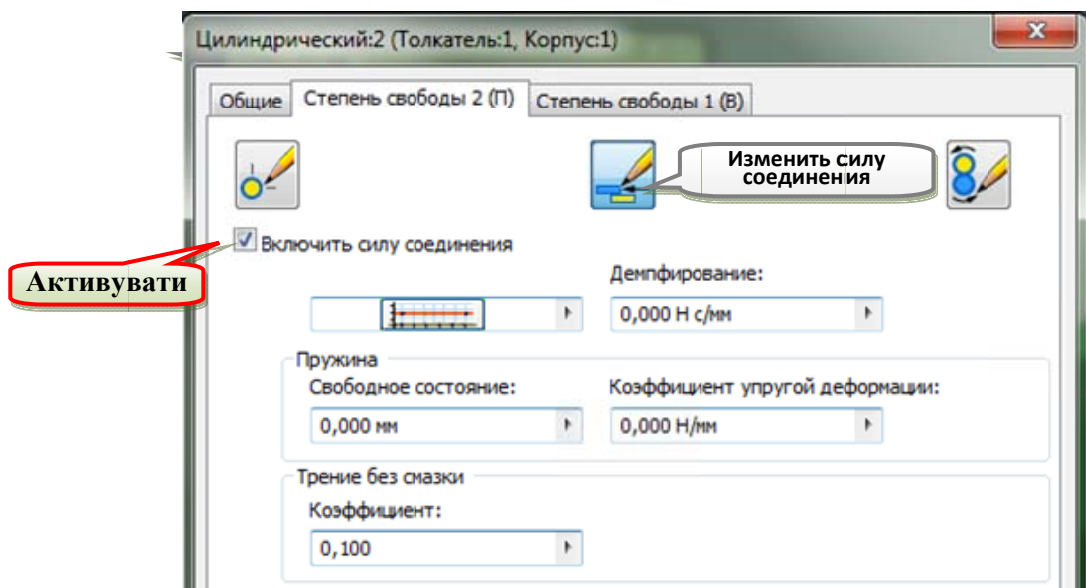 Цилиндрический:2 (Толкатель:1, Корпус:1)
Общие
Степень свободы 2 (П)
Степень свободы 1 (В)
Изменить силу
соединения
Включить силу соединения
Активувати
Демпфирование:
0,000 Н с/мм
Пружина
Свободное состояние:
Коэффициент упругой деформации:
0,000 мм
0,000 Н/мм
Трение без смазки
Коэффициент:
0,100